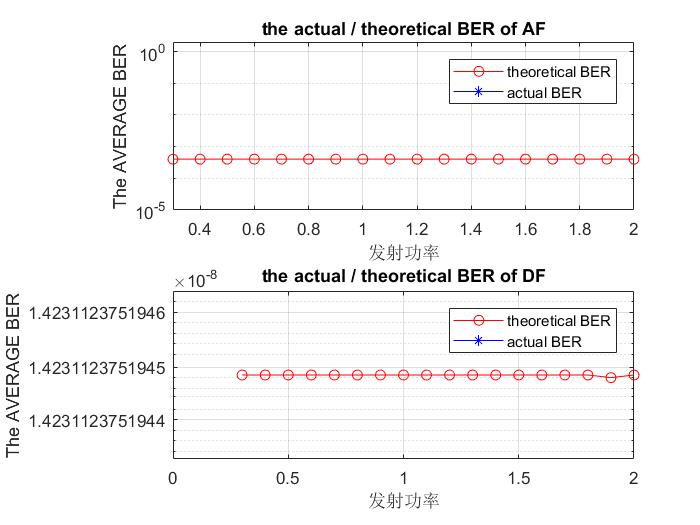 the actual / theoretical BER of AF
The AVERAGE BER
10^0
10^-5
theoretical BER
actual BER
0.4 0.6 0.8 1 1.2 1.4 1.6 1.8 2
发射功率
the actual / theoretical BER of DF
×10^-8
The AVERAGE BER
1.4231123751946
1.4231123751945
1.4231123751944
theoretical BER
actual BER
0 0.5 1 1.5 2
发射功率